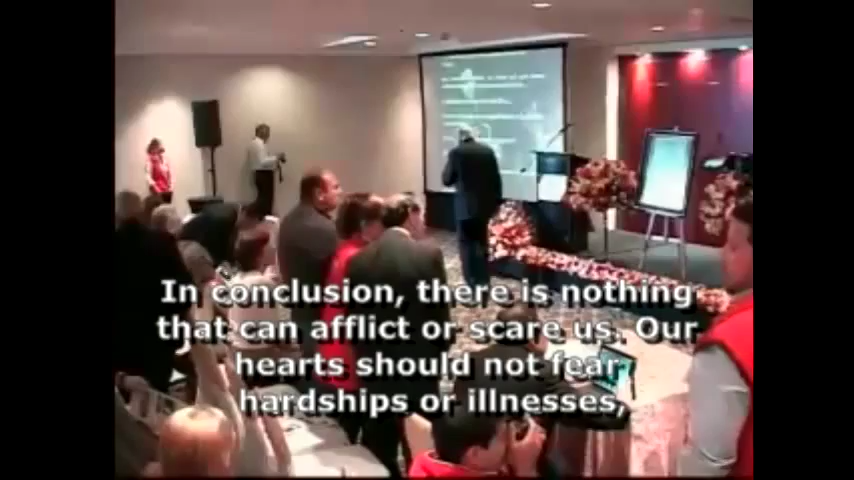 In conclusion, there is nothing
that can afflict or scare us. Our
hearts should not fear
hardships or illnesses,